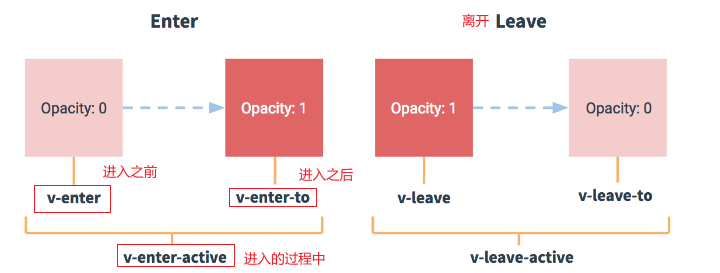 Enter
离开 Leave
Opacity: 0
Opacity: 1
Opacity: 1
Opacity: 0
进入之前
进入之后
v-enter
v-enter-to
v-leave
v-leave-to
v-enter-active 进入的过程中
v-leave-active